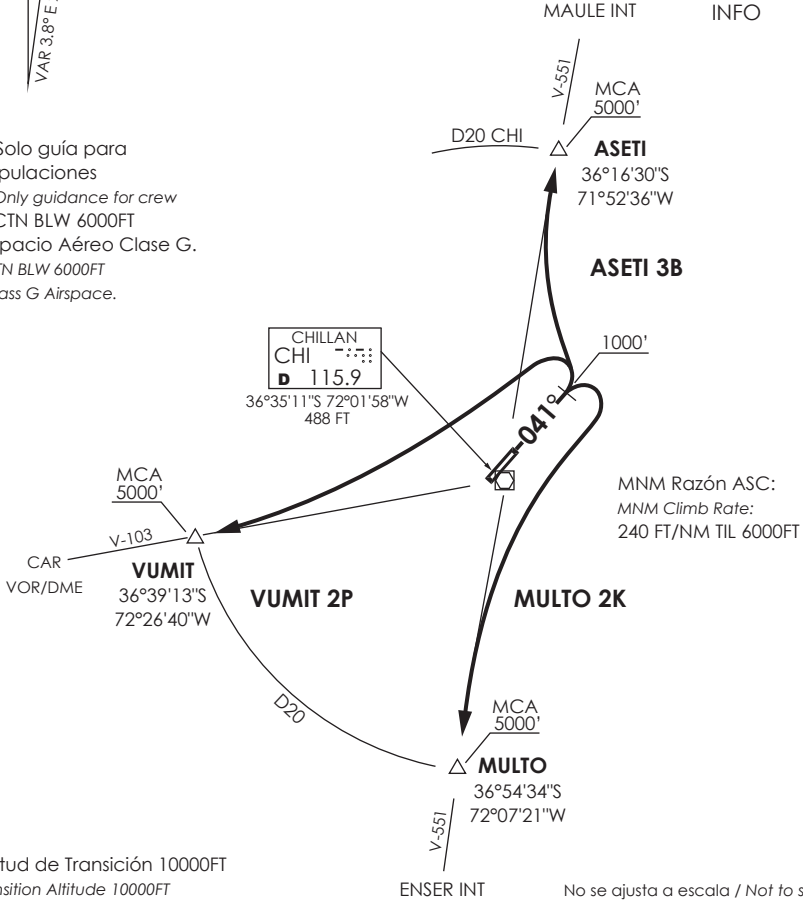 MAULE INT
INFO
VAR 3.8° E
V-551
MCA
5000'
D20 CHI
ASETI
36°16'30"S
71°52'36"W
Solo guía para
Only guidance for crew
CTN BLW 6000FT
Aéreo Clase G.
BLW 6000FT
Airspace.
ASETI 3B
CHILLAN
CHI
D 115.9
36°35'11"S 72°01'58"W
488 FT
1000'
041°
MCA
5000'
MNM Razón ASC:
MNM Climb Rate:
240 FT/NM TIL 6000FT
V-103
CAR
VOR/DME
VUMIT
36°39'13"S
72°26'40"W
VUMIT 2P
MULTO 2K
D20
MCA
5000'
MULTO
36°54'34"S
72°07'21"W
V-551
de Transición 10000FT
Altitude 10000FT
ENSER INT
No se ajusta a escala / Not to